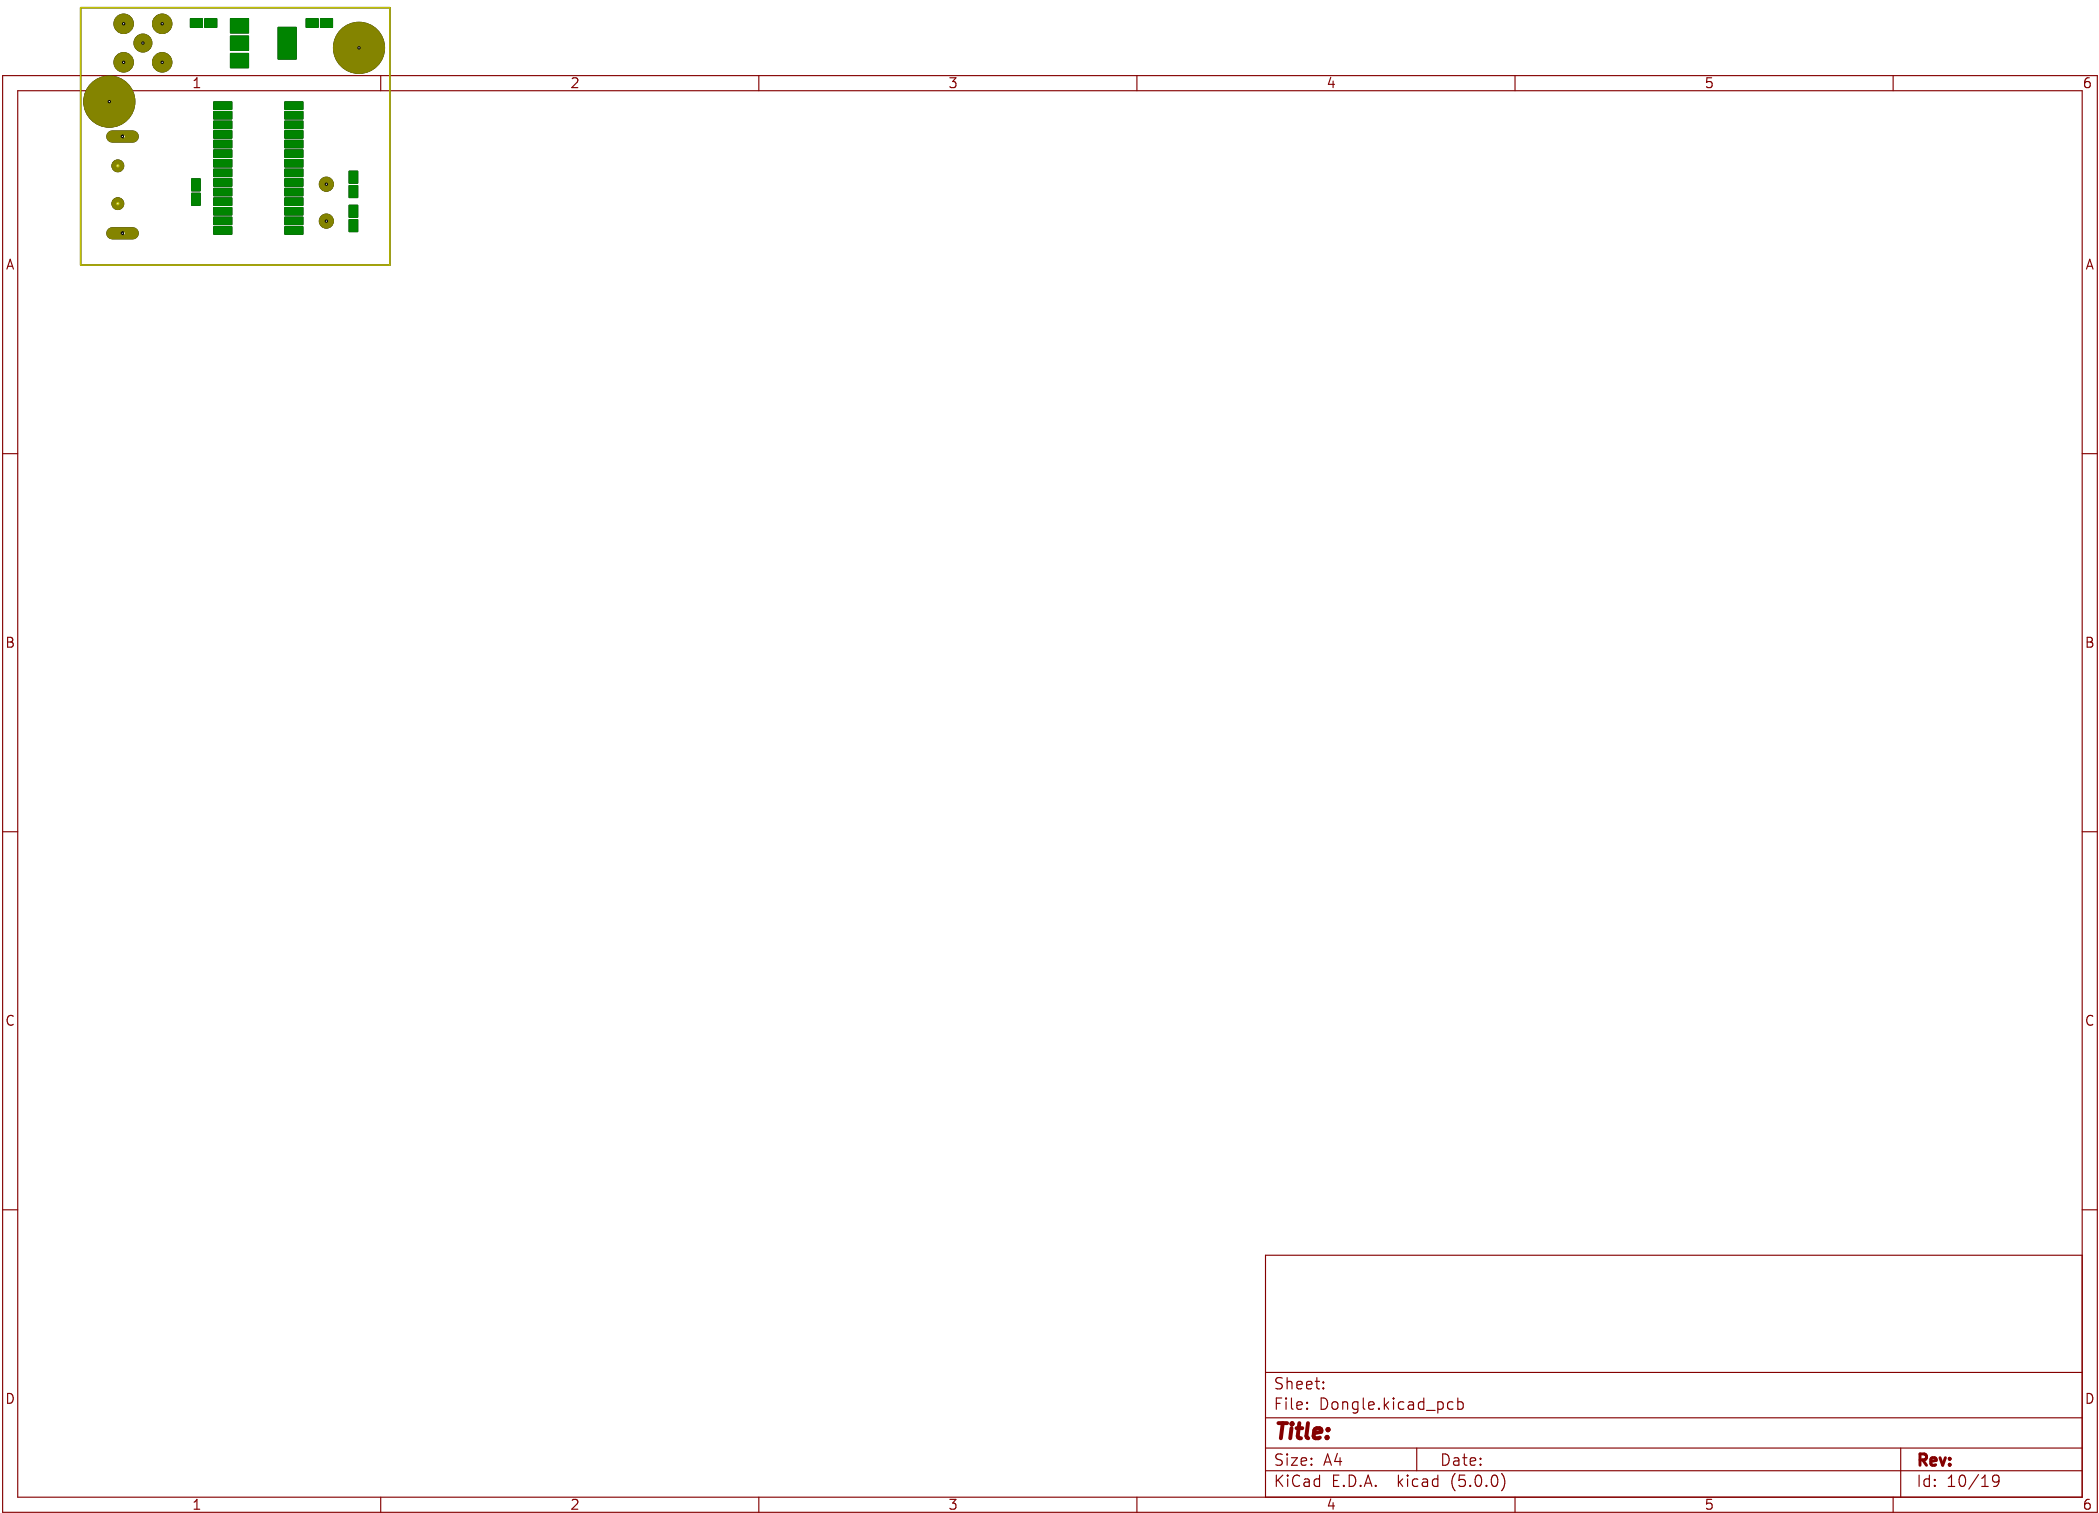 1 2 3 4 5 6
A A
B B
C C
Sheet:
File: Dongle.kicad_pcb
D D
Title:
Size: A4 Date: Rev:
KiCad E.D.A. kicad (5.0.0) Id: 10/19
1 2 3 4 5 6